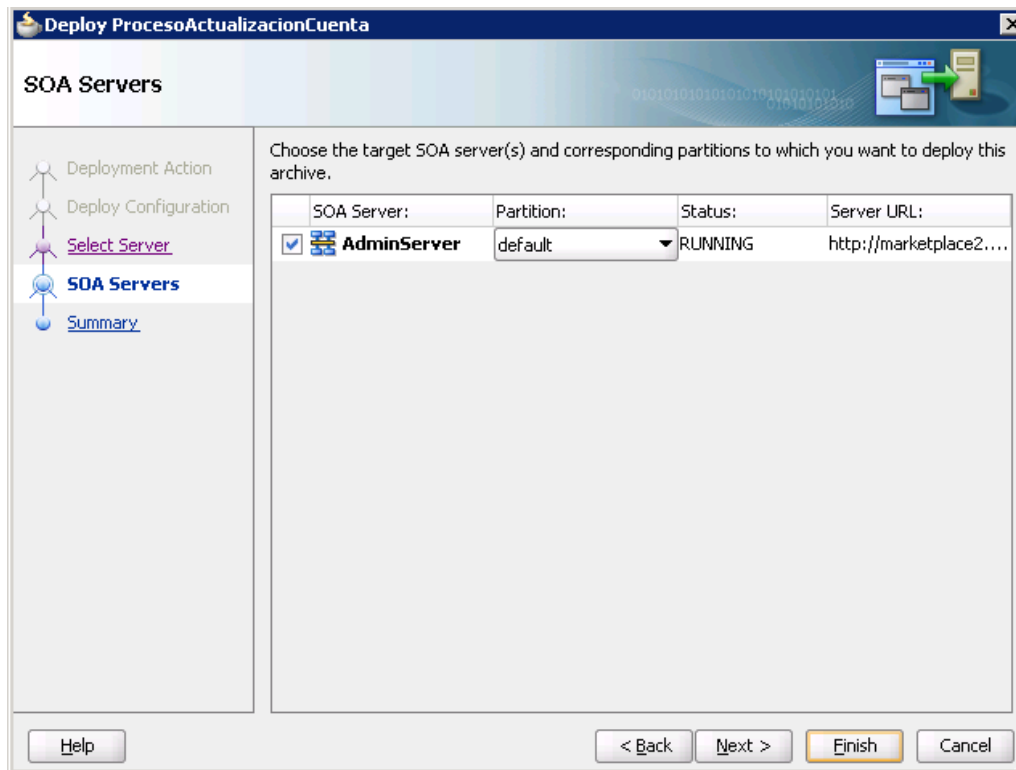 Deploy ProcesoActualizacionCuenta
SOA Servers
Deployment Action
Deploy Configuration
Select Server
SOA Servers
Summary
Choose the target SOA server(s) and corresponding partitions to which you want to deploy this
archive.
SOA Server: Partition: Status: Server URL:
AdminServer default RUNNING http://marketplace2....
Help < Back Next > Finish Cancel